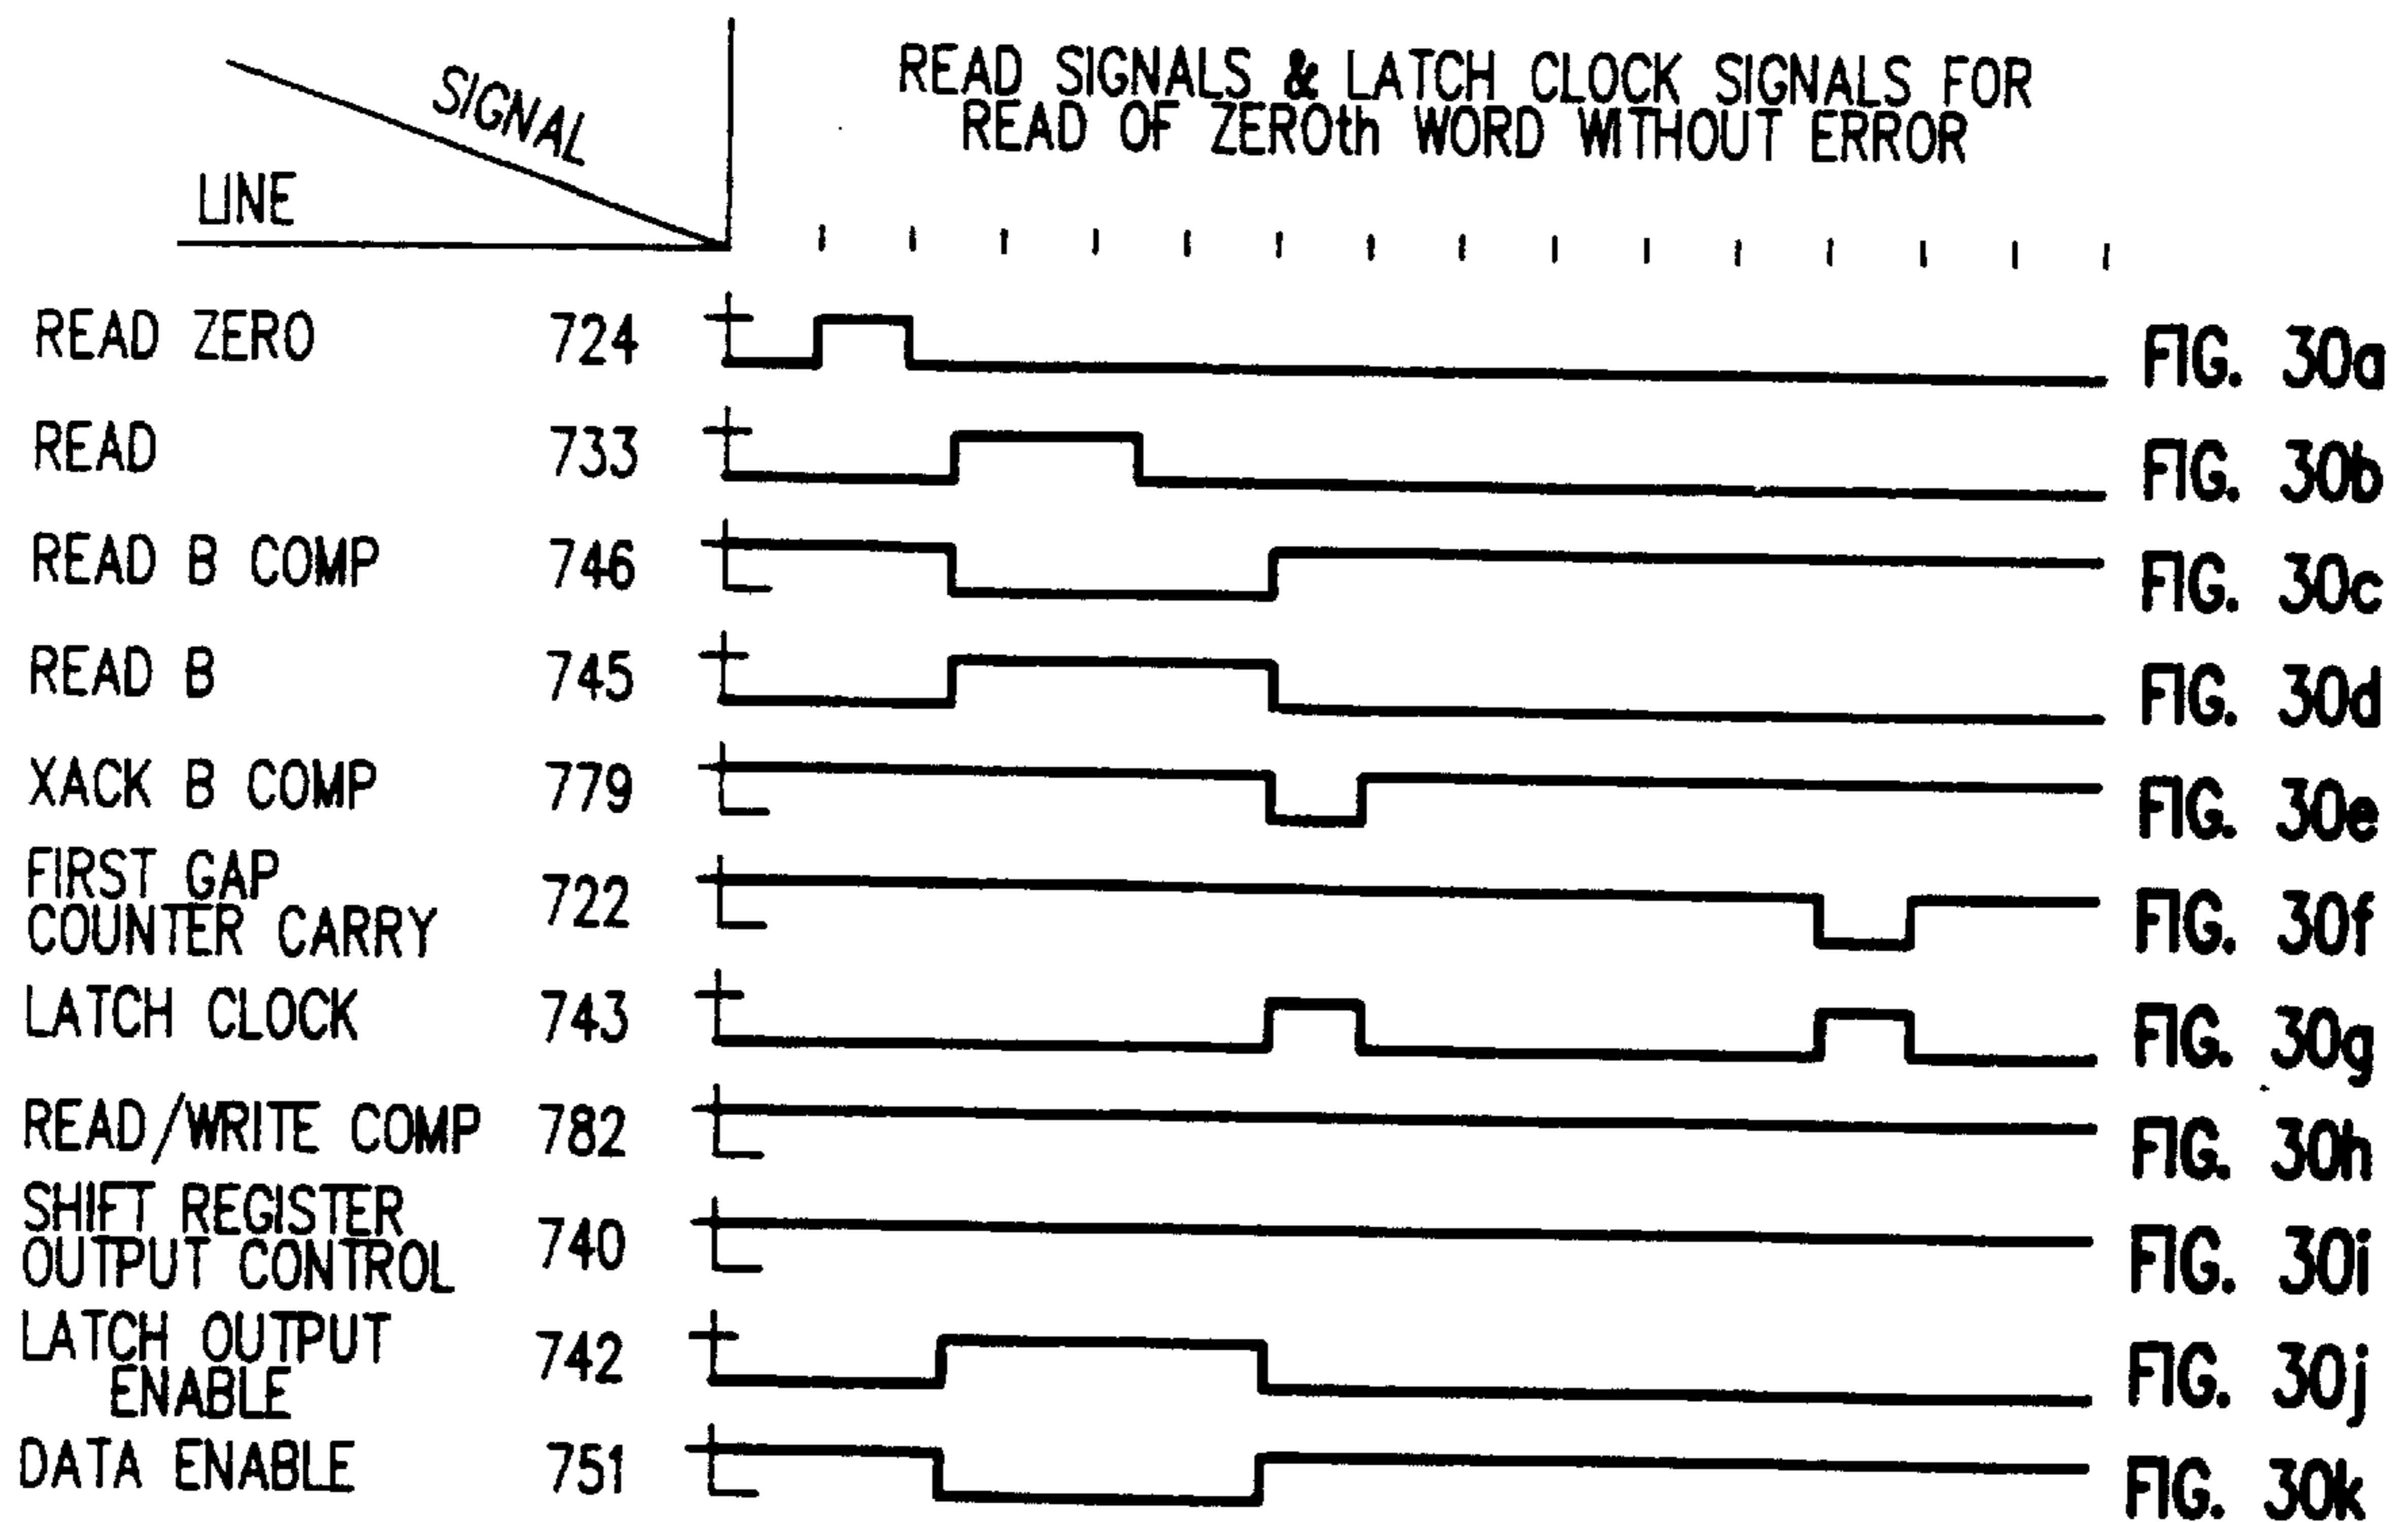 SIGNAL
LINE
READ SIGNALS & LATCH CLOCK SIGNALS FOR
READ OF ZEROth WORD WITHOUT ERROR
READ ZERO 724 FIG. 30a
READ 733 FIG. 30b
READ B COMP 746 FIG. 30c
READ B 745 FIG. 30d
XACK B COMP 779 FIG. 30e
FIRST GAP
COUNTER CARRY 722 FIG. 30f
LATCH CLOCK 743 FIG. 30g
READ/WRITE COMP 782 FIG. 30h
SHIFT REGISTER
OUTPUT CONTROL 740 FIG. 30i
LATCH OUTPUT
ENABLE 742 FIG. 30j
DATA ENABLE 751 FIG. 30k